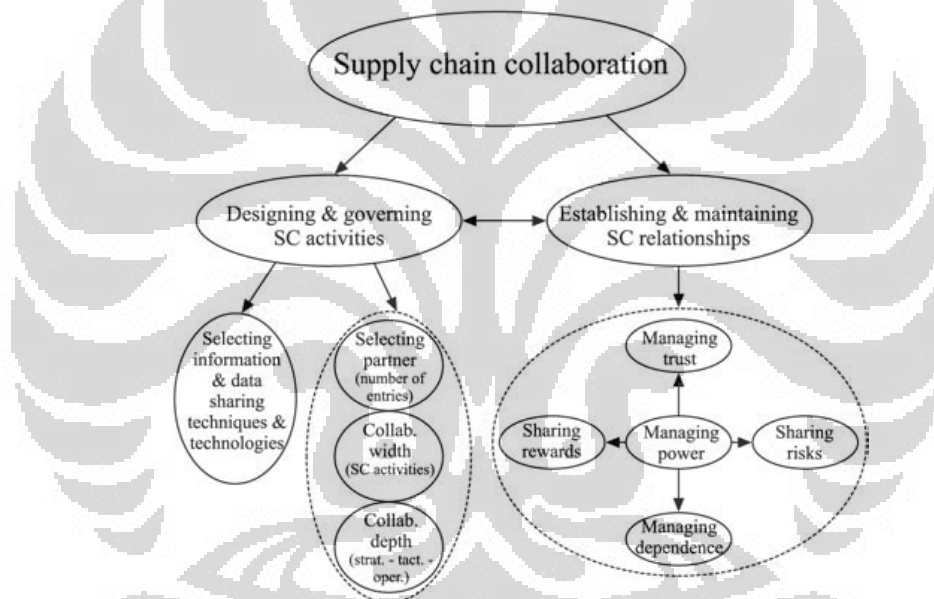 Supply chain collaboration
Designing & governing
SC activities
Establishing & maintaining
SC relationships
Selecting
information
& data
sharing
techniques &
technologies
Selecting
partner
(number of
entries)
Collab.
width
(SC activities)
Collab.
depth
(strat. - tact. -
oper.)
Managing
trust
Sharing
rewards
Managing
power
Sharing
risks
Managing
dependence